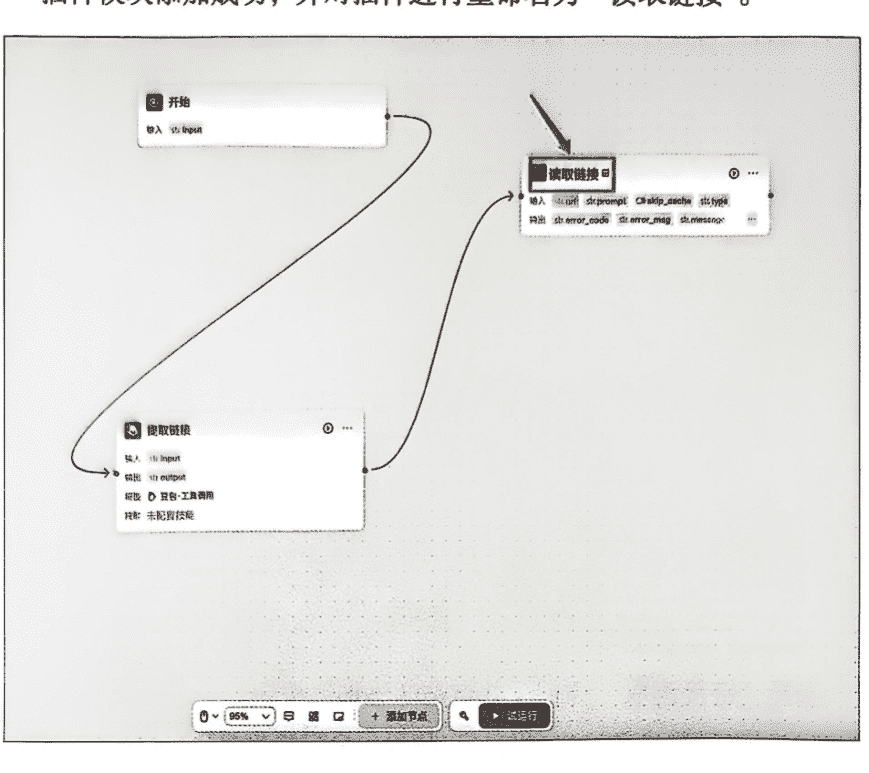 插件模块添加成功，并对插件进行重命名为“读取链接”。
开始
输入 str. input
读取链接
输入 str. url str. prompt skip_cache str. type
输出 str. error_code str. error_msg str. message ...
提取链接
输入 str. input
输出 str. output
模型 豆包·工具调用
技能 未配置技能
95% + 添加节点 试运行